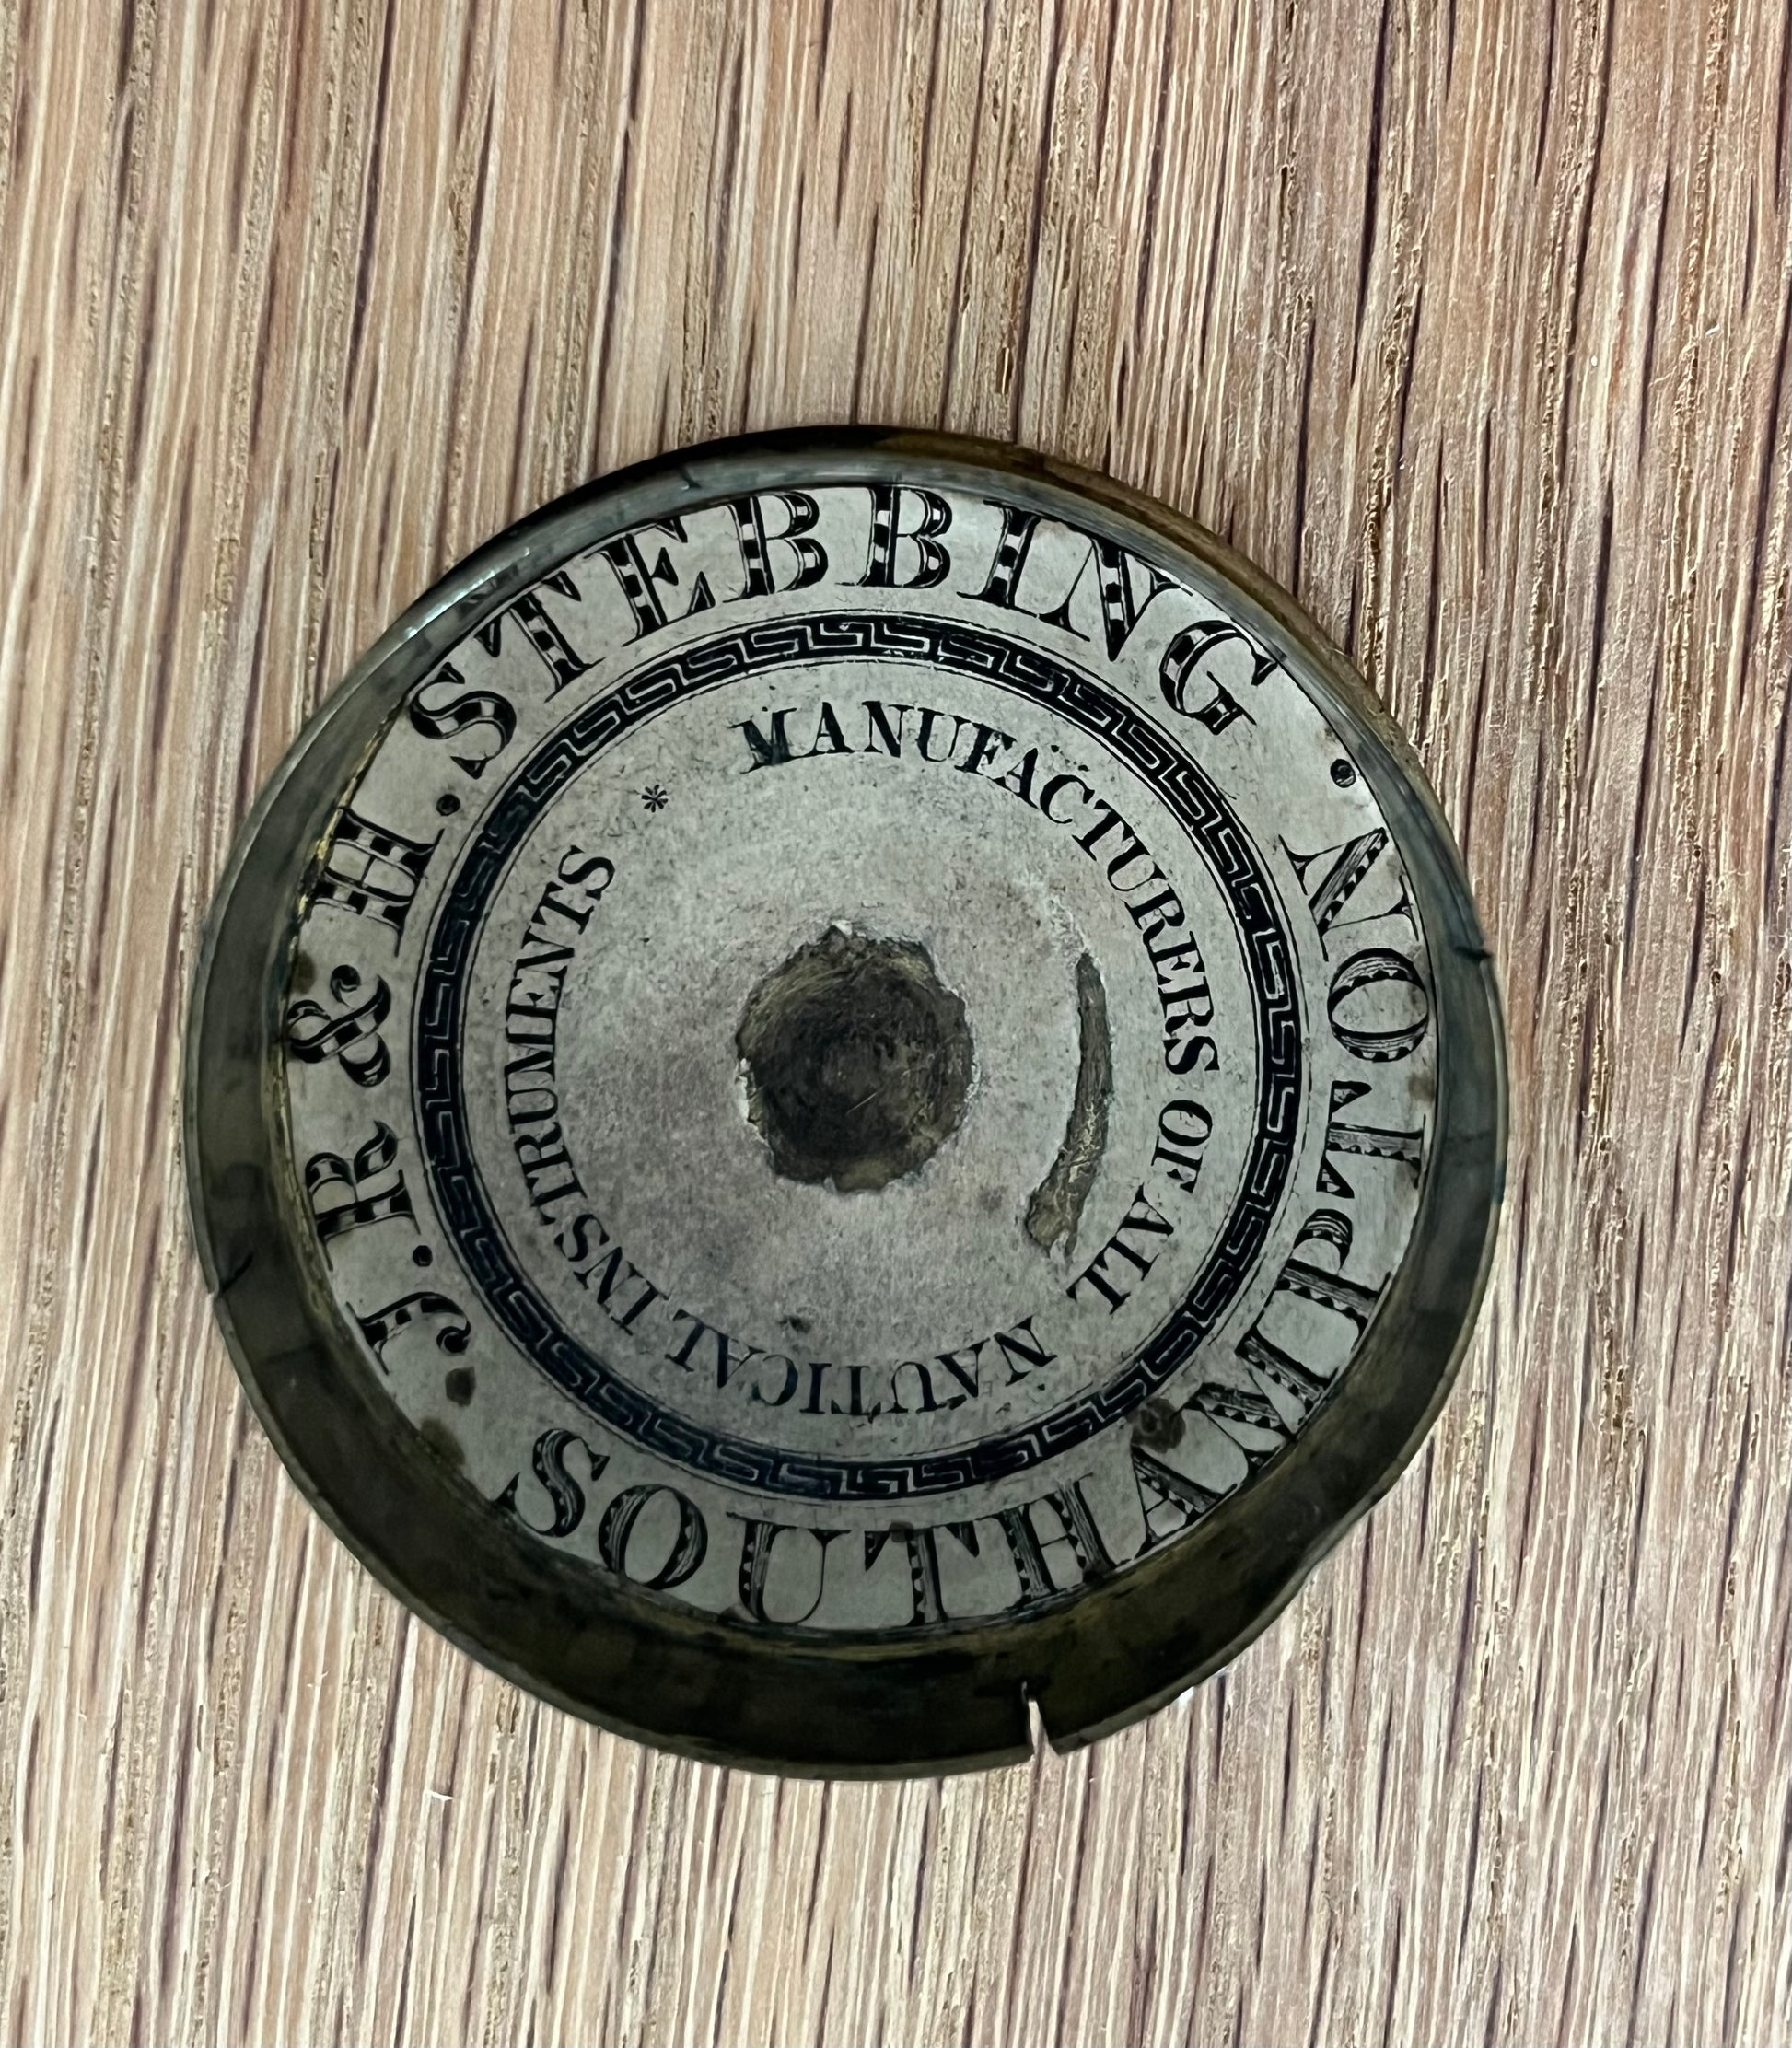 J.R & H.STEBBING .
SOUTHAMPTON
MANUFACTURERS OF ALL NAUTICAL INSTRUMENTS *